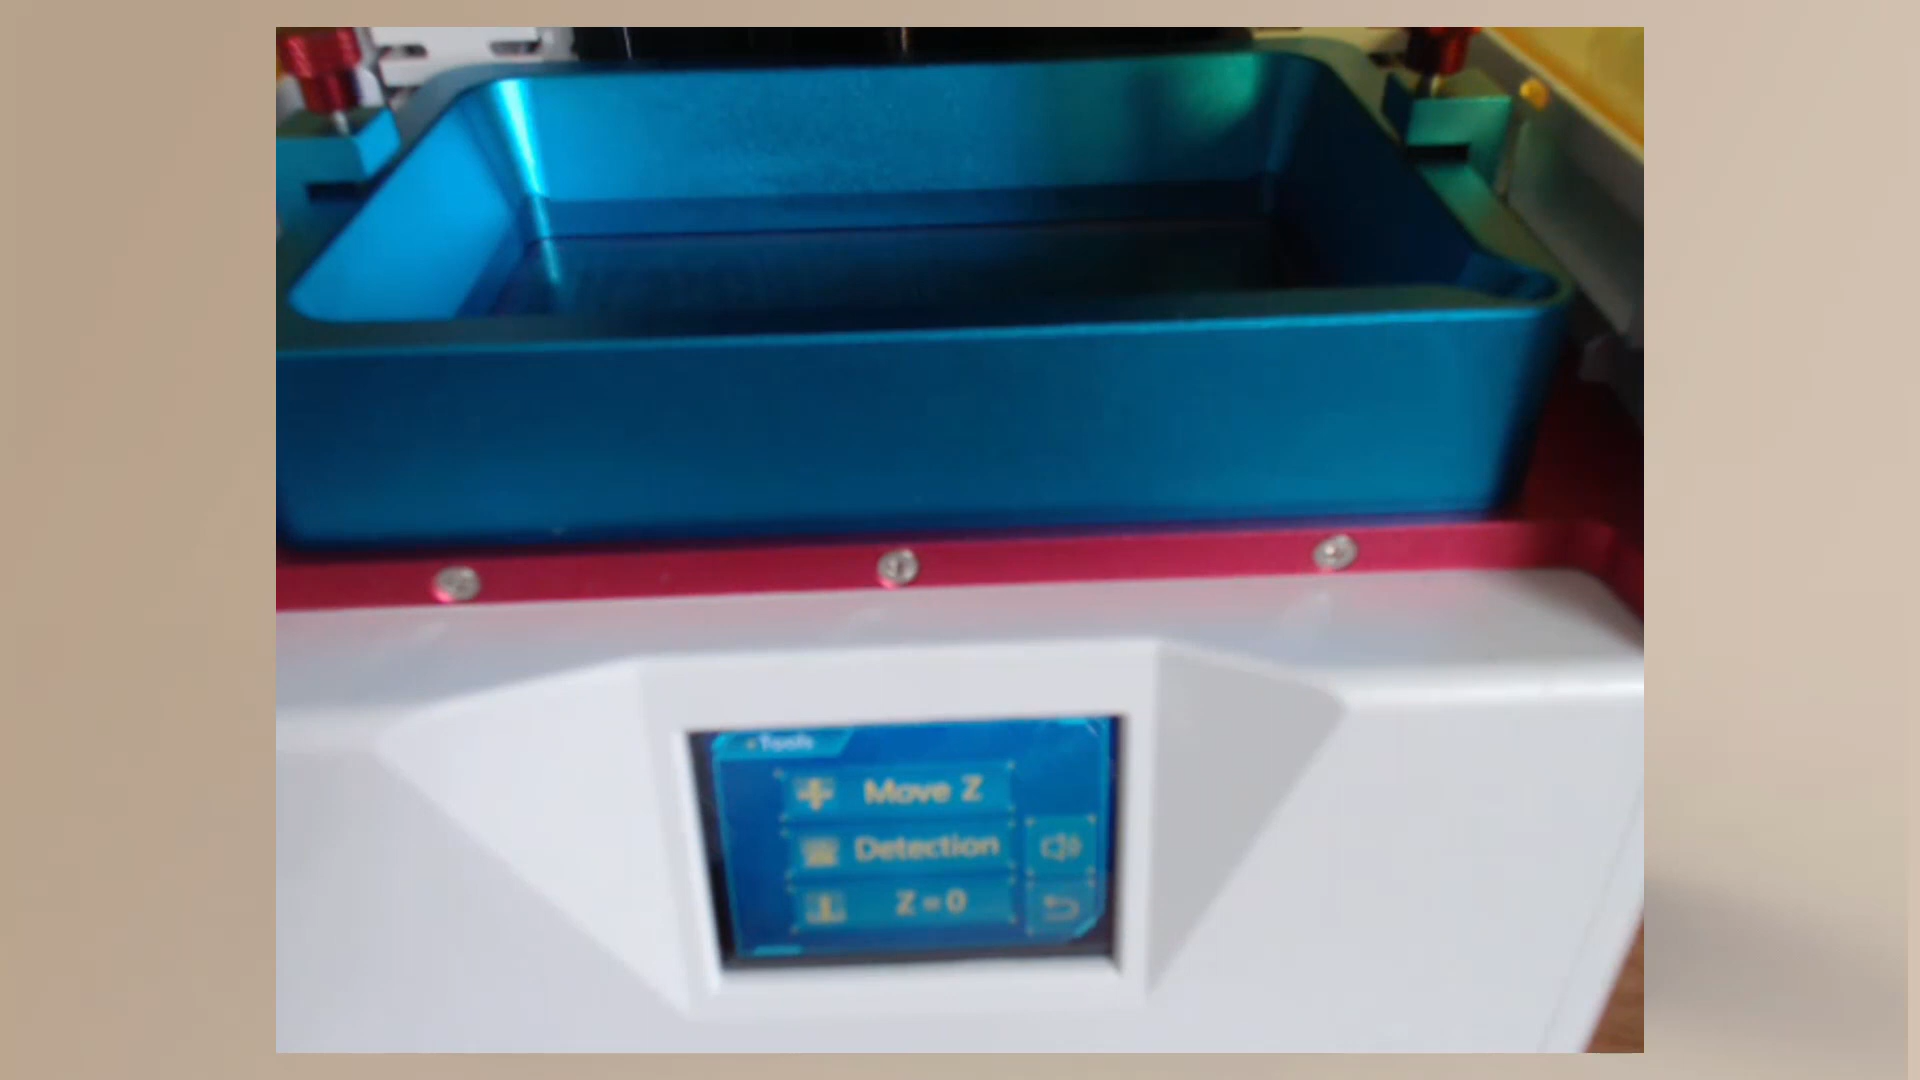 Tools
Move Z
Detection
Z = 0